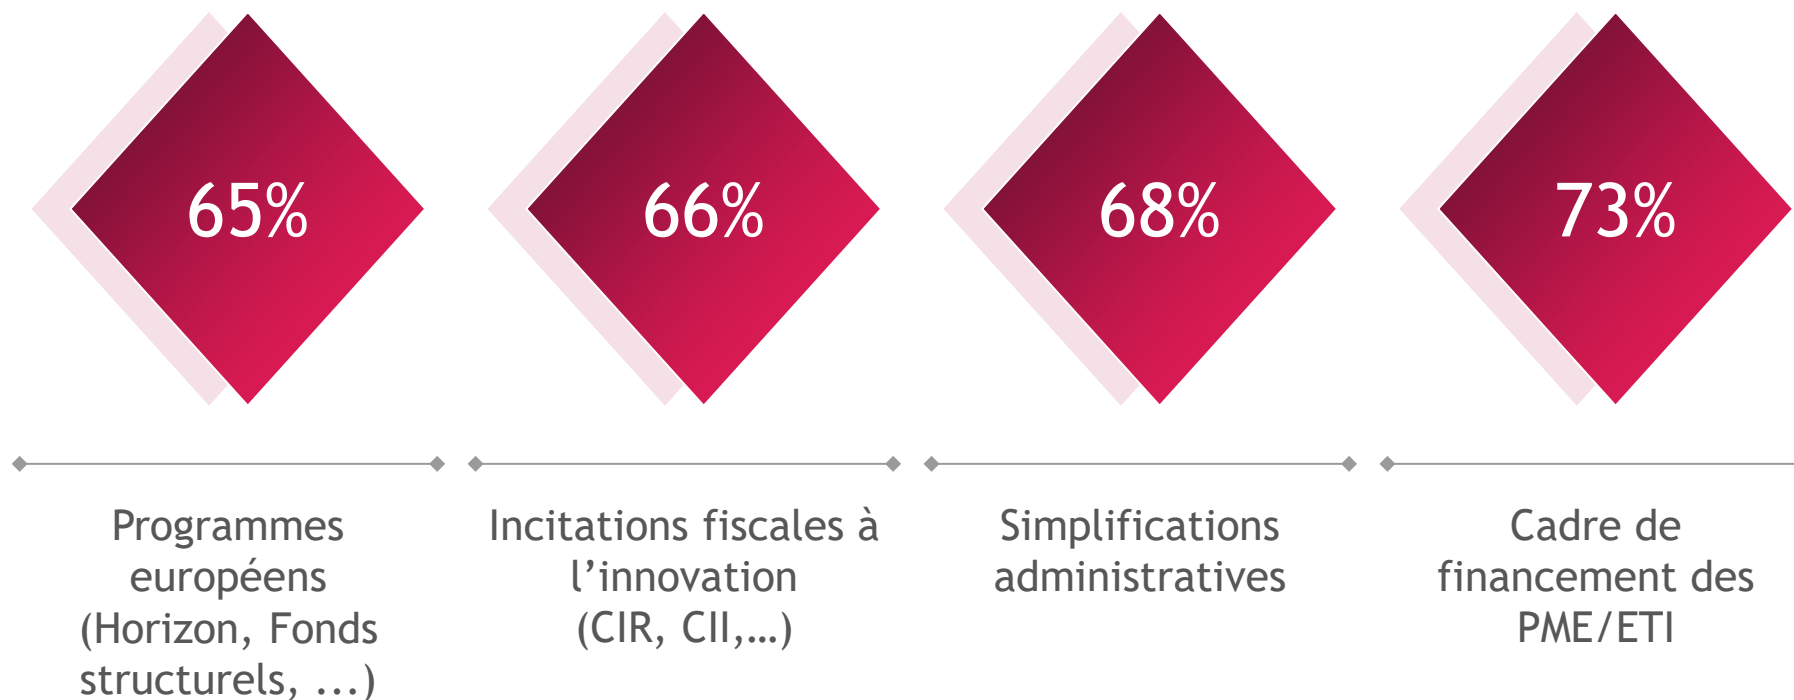 65%
66%
68%
73%
Programmes
européens
(Horizon, Fonds
structurels, ...)
Incitations fiscales à
l’innovation
(CIR, CII,…)
Simplifications
administratives
Cadre de
financement des
PME/ETI